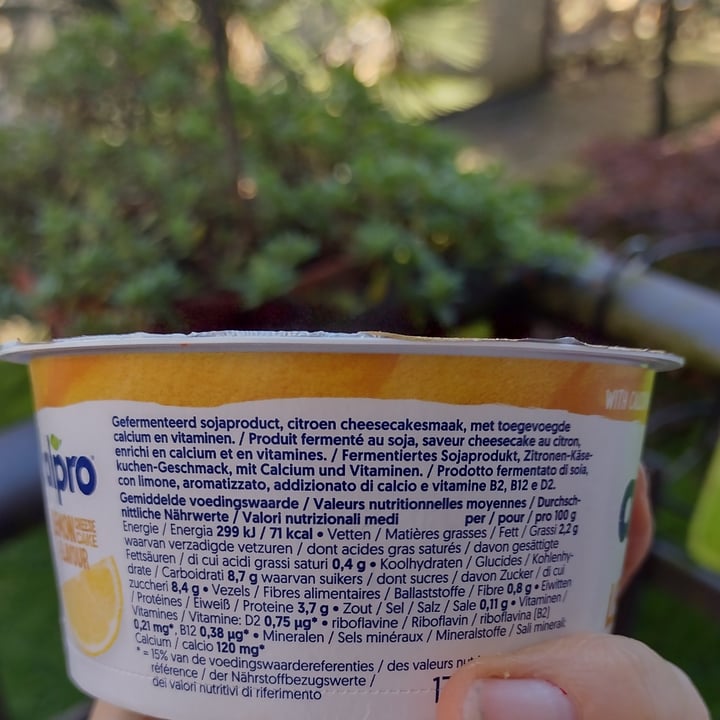 WITH
alpro
LEMON
CHEESE
CAKE
FLAVOUR
Gefermenteerd sojaproduct, citroen cheesecakesmaak, met toegevoegde
calcium en vitaminen. / Produit fermenté au soja, saveur cheesecake au citron,
enrichi en calcium et en vitamines. / Fermentiertes Sojaprodukt, Zitronen-Käse-
kuchen-Geschmack, mit Calcium und Vitaminen. / Prodotto fermentato di soia,
con limone, aromatizzato, addizionato di calcio e vitamine B2, B12 e D2.
Gemiddelde voedingswaarde / Valeurs nutritionnelles moyennes / Durchsch-
nittliche Nährwerte / Valori nutrizionali medi per / pour / pro 100 g
Energie / Energia 299 kJ / 71 kcal • Vetten / Matières grasses / Fett / Grassi 2,2 g
waarvan verzadigde vetzuren / dont acides gras saturés / davon gesättigte
Fettsäuren / di cui acidi grassi saturi 0,4 g • Koolhydraten / Glucides / Kohlenhy-
drate / Carboidrati 8,7 g waarvan suikers / dont sucres / davon Zucker / di cui
zuccheri 8,4 g • Vezels / Fibres alimentaires / Ballaststoffe / Fibre 0,8 g • Eiwitten
/ Protéines / Eiweiß / Proteine 3,7 g • Zout / Sel / Salz / Sale 0,11 g • Vitaminen /
Vitamines / Vitamine: D2 0,75 µg* • riboflavine / Riboflavin / riboflavina (B2)
0,21 mg*, B12 0,38 µg* • Mineralen / Sels minéraux / Mineralstoffe / Sali minerali:
Calcium / calcio 120 mg*
* = 15% van de voedingswaardereferenties / des valeurs
référence / der Nährstoffbezugswerte /
dei valori nutritivi di riferimento